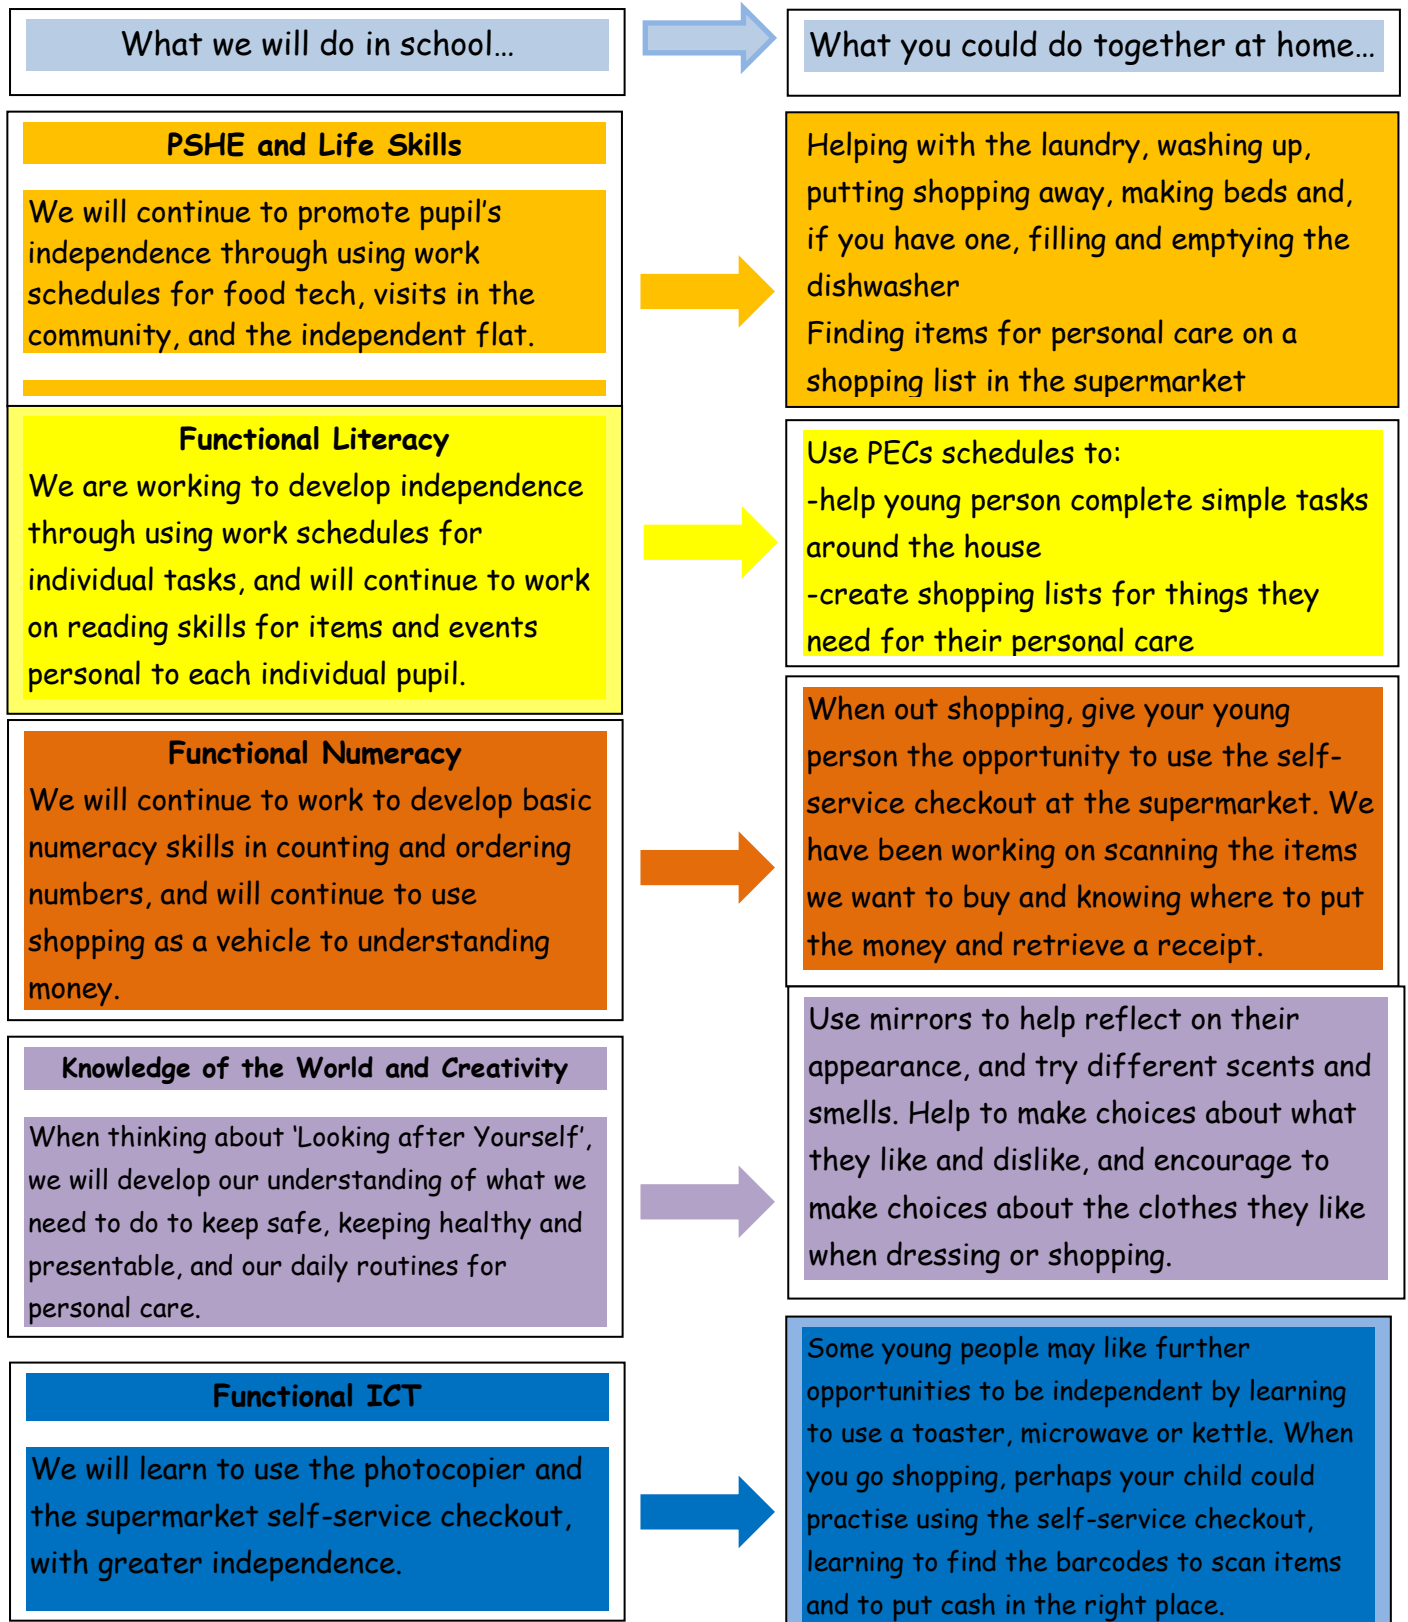 What we will do in school…
What you could do together at home…
PSHE and Life Skills
We will continue to promote pupil's
independence through using work
schedules for food tech, visits in the
community, and the independent flat.
Helping with the laundry, washing up,
putting shopping away, making beds and,
if you have one, filling and emptying the
dishwasher
Finding items for personal care on a
shopping list in the supermarket
Functional Literacy
We are working to develop independence
through using work schedules for
individual tasks, and will continue to work
on reading skills for items and events
personal to each individual pupil.
Use PECs schedules to:
-help young person complete simple tasks
around the house
-create shopping lists for things they
need for their personal care
Functional Numeracy
We will continue to work to develop basic
numeracy skills in counting and ordering
numbers, and will continue to use
shopping as a vehicle to understanding
money.
When out shopping, give your young
person the opportunity to use the self-
service checkout at the supermarket. We
have been working on scanning the items
we want to buy and knowing where to put
the money and retrieve a receipt.
Knowledge of the World and Creativity
When thinking about 'Looking after Yourself',
we will develop our understanding of what we
need to do to keep safe, keeping healthy and
presentable, and our daily routines for
personal care.
Use mirrors to help reflect on their
appearance, and try different scents and
smells. Help to make choices about what
they like and dislike, and encourage to
make choices about the clothes they like
when dressing or shopping.
Functional ICT
We will learn to use the photocopier and
the supermarket self-service checkout,
with greater independence.
Some young people may like further
opportunities to be independent by learning
to use a toaster, microwave or kettle. When
you go shopping, perhaps your child could
practise using the self-service checkout,
learning to find the barcodes to scan items
and to put cash in the right place.